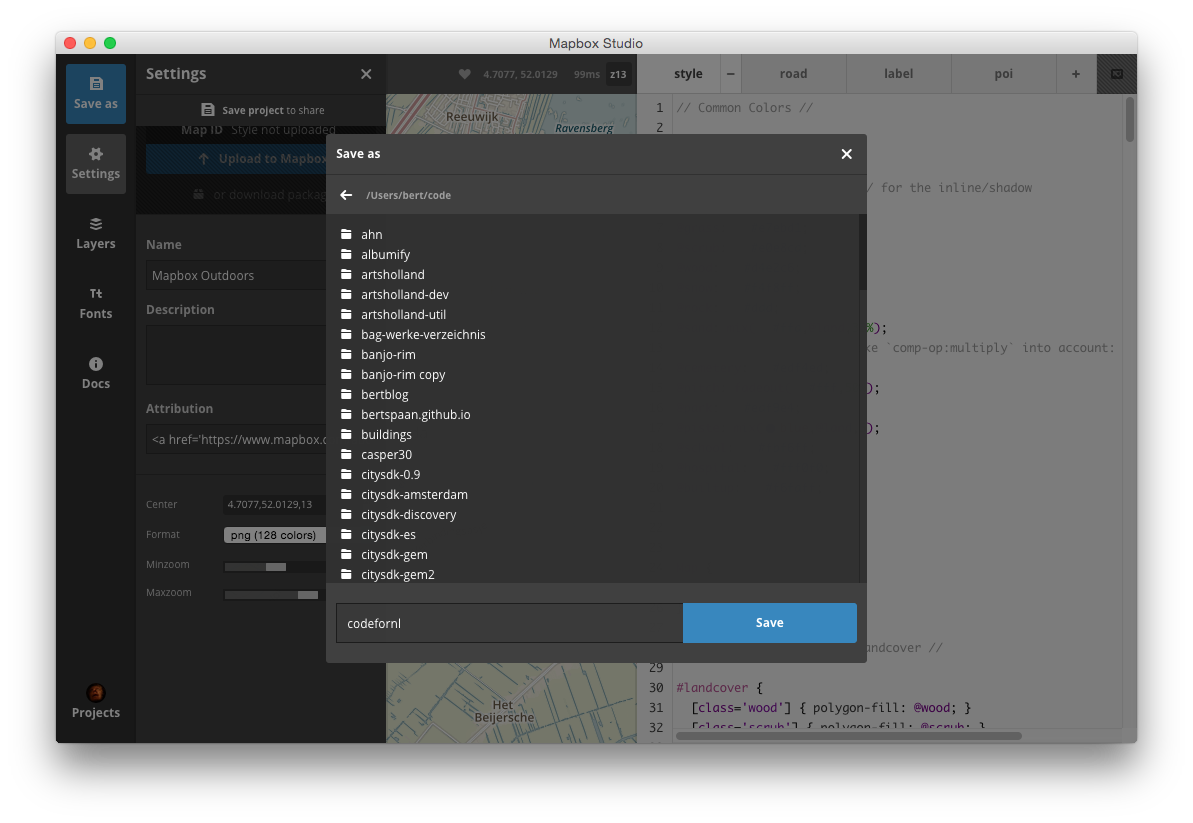 Mapbox Studio
Save as
Settings
Layers
Fonts
Docs
Projects
Settings
Save project to share
Map ID Style not uploaded
Upload to Mapbox
or download packag
Name
Mapbox Outdoors
Description
Attribution
<a href='https://www.mapbox.c
Center 4.7077,52.0129,13
Format png (128 colors)
Minzoom
Maxzoom
4.7077, 52.0129 99ms z13
Reeuwijk
Ravensberg
Het
Beijersche
style − road label poi +
1 // Common Colors //
2
/ for the inline/shadow
%);
ke `comp-op:multiply` into account:
);
);
andcover //
29
30 #landcover {
31 [class='wood'] { polygon-fill: @wood; }
32 [class='scrub'] { polygon-fill: @scrub; }
Save as
/Users/bert/code
ahn
albumify
artsholland
artsholland-dev
artsholland-util
bag-werke-verzeichnis
banjo-rim
banjo-rim copy
bertblog
bertspaan.github.io
buildings
casper30
citysdk-0.9
citysdk-amsterdam
citysdk-discovery
citysdk-es
citysdk-gem
citysdk-gem2
codefornl
Save